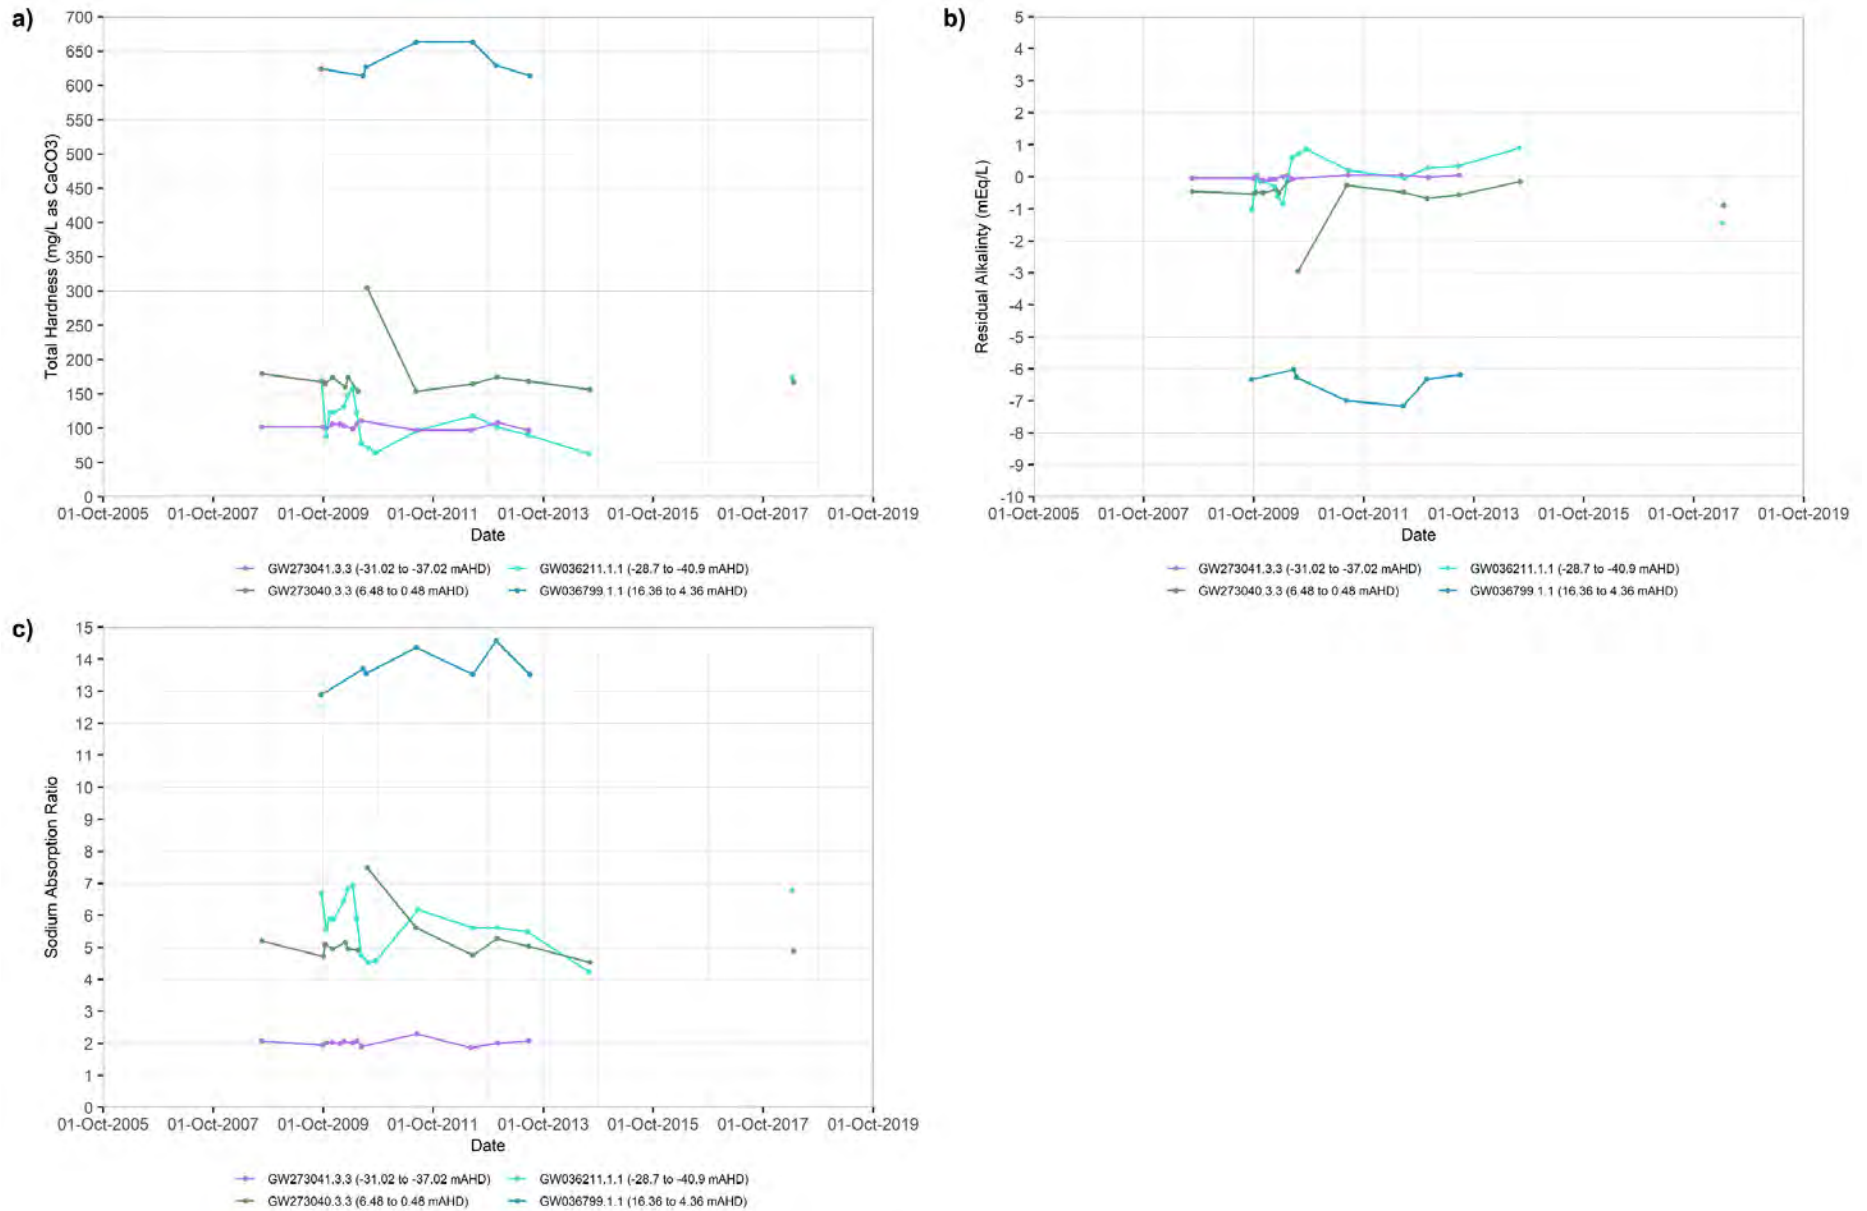 a)
Total Hardness (mg/L as CaCO3)
700
650
600
550
500
450
400
350
300
250
200
150
100
50
0
01-Oct-2005 01-Oct-2007 01-Oct-2009 01-Oct-2011 01-Oct-2013 01-Oct-2015 01-Oct-2017 01-Oct-2019
Date
GW273041.3.3 (-31.02 to -37.02 mAHD) GW036211.1.1 (-28.7 to -40.9 mAHD)
GW273040.3.3 (6.48 to 0.48 mAHD) GW036799.1.1 (16.36 to 4.36 mAHD)
b)
Residual Alkalinty (mEq/L)
5
4
3
2
1
0
-1
-2
-3
-4
-5
-6
-7
-8
-9
-10
01-Oct-2005 01-Oct-2007 01-Oct-2009 01-Oct-2011 01-Oct-2013 01-Oct-2015 01-Oct-2017 01-Oct-2019
Date
GW273041.3.3 (-31.02 to -37.02 mAHD) GW036211.1.1 (-28.7 to -40.9 mAHD)
GW273040.3.3 (6.48 to 0.48 mAHD) GW036799.1.1 (16.36 to 4.36 mAHD)
c)
Sodium Absorption Ratio
15
14
13
12
11
10
9
8
7
6
5
4
3
2
1
0
01-Oct-2005 01-Oct-2007 01-Oct-2009 01-Oct-2011 01-Oct-2013 01-Oct-2015 01-Oct-2017 01-Oct-2019
Date
GW273041.3.3 (-31.02 to -37.02 mAHD) GW036211.1.1 (-28.7 to -40.9 mAHD)
GW273040.3.3 (6.48 to 0.48 mAHD) GW036799.1.1 (16.36 to 4.36 mAHD)